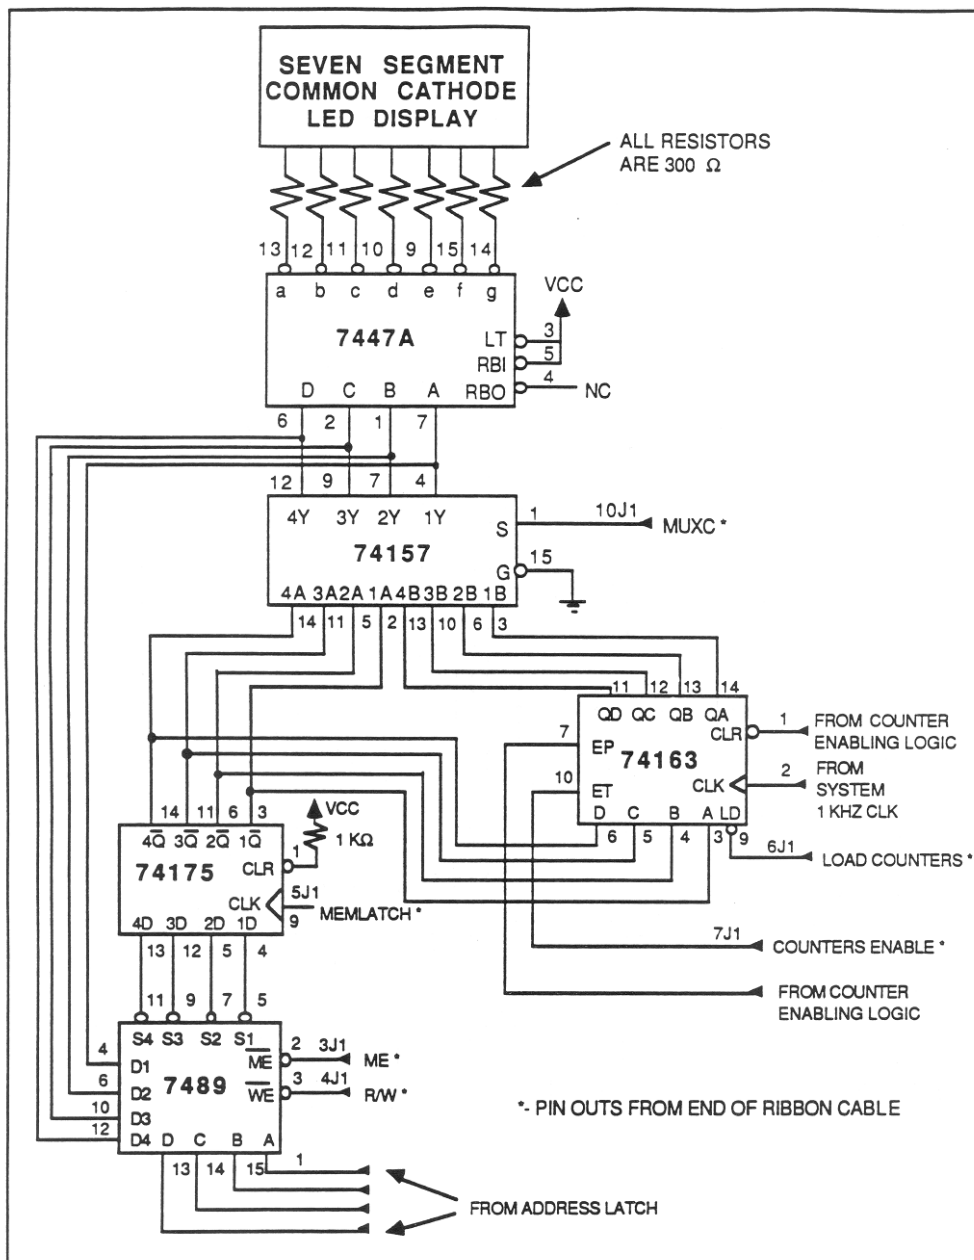 SEVEN SEGMENT
COMMON CATHODE
LED DISPLAY
ALL RESISTORS
ARE 300 Ω
13 12 11 10 9 15 14
a b c d e f g
VCC
7447A
LT 3
RBI 5
RBO 4 NC
D C B A
6 2 1 7
12 9 7 4
4Y 3Y 2Y 1Y
S 1 10J1 MUXC *
74157
G 15
4A 3A 2A 1A 4B 3B 2B 1B
14 11 5 2 13 10 6 3
11 12 13 14
QD QC QB QA
7 EP
CLR 1 FROM COUNTER
ENABLING LOGIC
74163
10 ET
CLK 2 FROM
SYSTEM
1 KHZ CLK
D C B A LD
6 5 4 3 9
6J1 LOAD COUNTERS *
14 11 6 3
VCC
1 KΩ
4Q̅ 3Q̅ 2Q̅ 1Q̅
CLR 1
74175
CLK 5J1 MEMLATCH *
9
4D 3D 2D 1D
13 12 5 4
7J1 COUNTERS ENABLE *
FROM COUNTER
ENABLING LOGIC
11 9 7 5
S4 S3 S2 S1
4 D1
M̅E̅ 2 3J1 ME *
7489
6 D2
W̅E̅ 3 4J1 R/W *
10 D3
*- PIN OUTS FROM END OF RIBBON CABLE
12 D4 D C B A
13 14 15 1
FROM ADDRESS LATCH